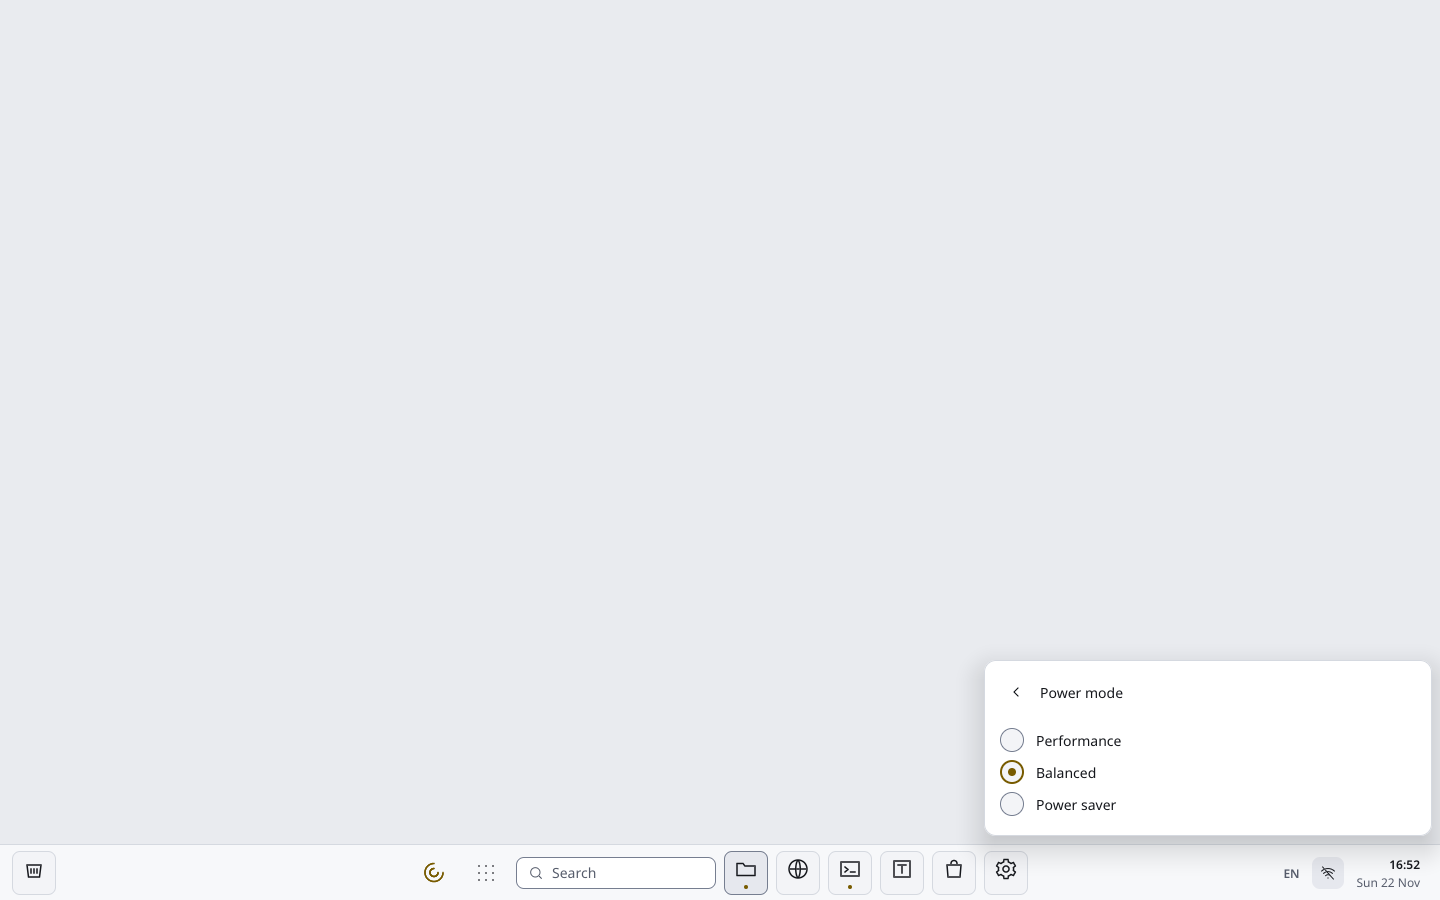 Power mode
Performance
Balanced
Power saver
Search
EN
16:52
Sun 22 Nov